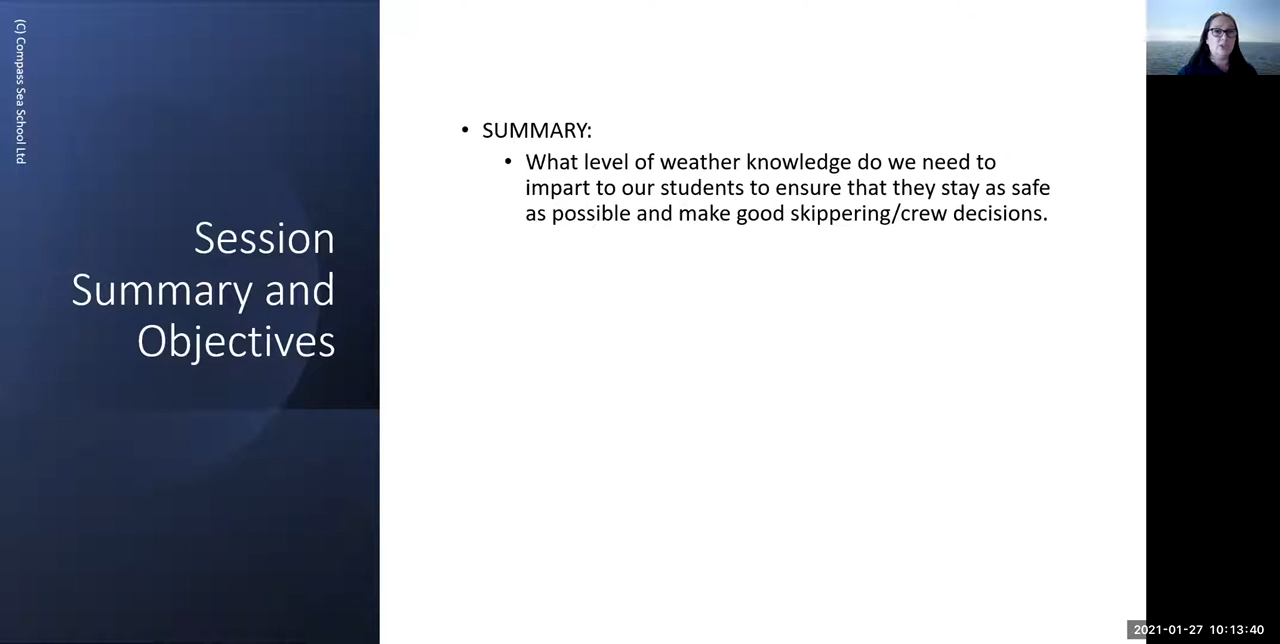 (C) Compass Sea School Ltd
Session
Summary and
Objectives
• SUMMARY:
• What level of weather knowledge do we need to
impart to our students to ensure that they stay as safe
as possible and make good skippering/crew decisions.
2021-01-27 10:13:40